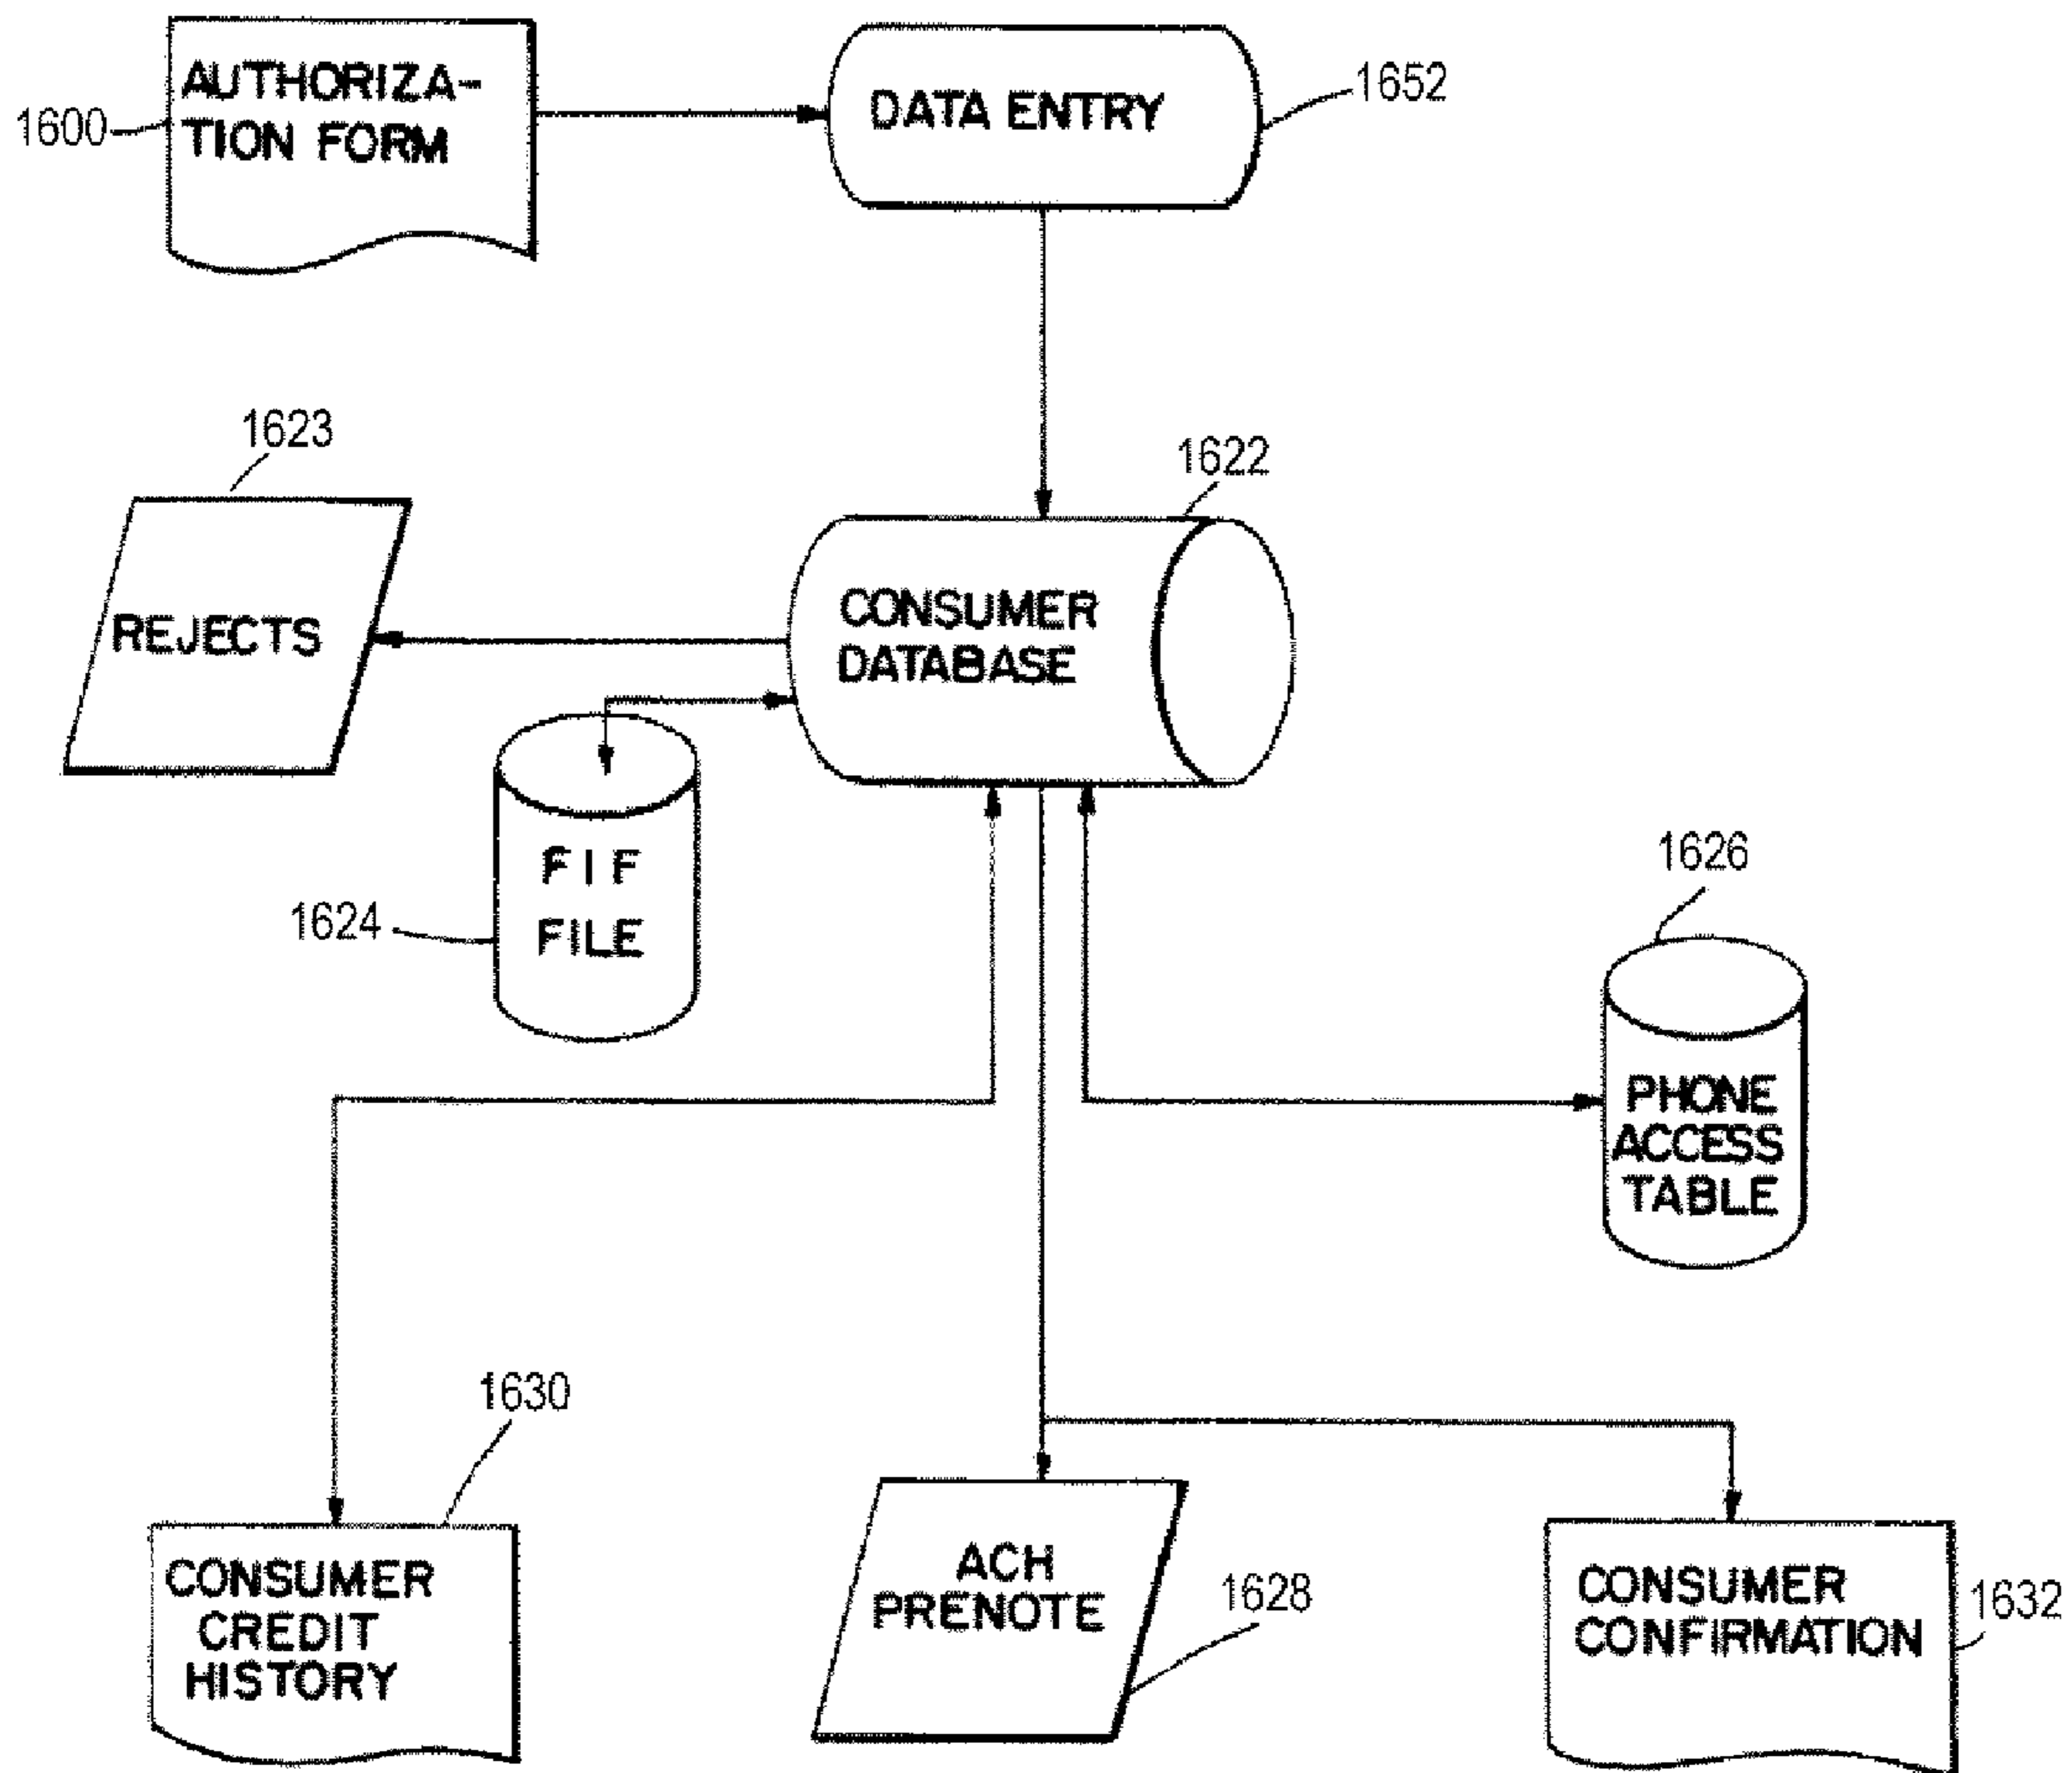 AUTHORIZA-
TION FORM
1600
DATA ENTRY
1652
1623
REJECTS
1622
CONSUMER
DATABASE
FIF
FILE
1624
1626
PHONE
ACCESS
TABLE
1630
CONSUMER
CREDIT
HISTORY
ACH
PRENOTE
1628
CONSUMER
CONFIRMATION
1632